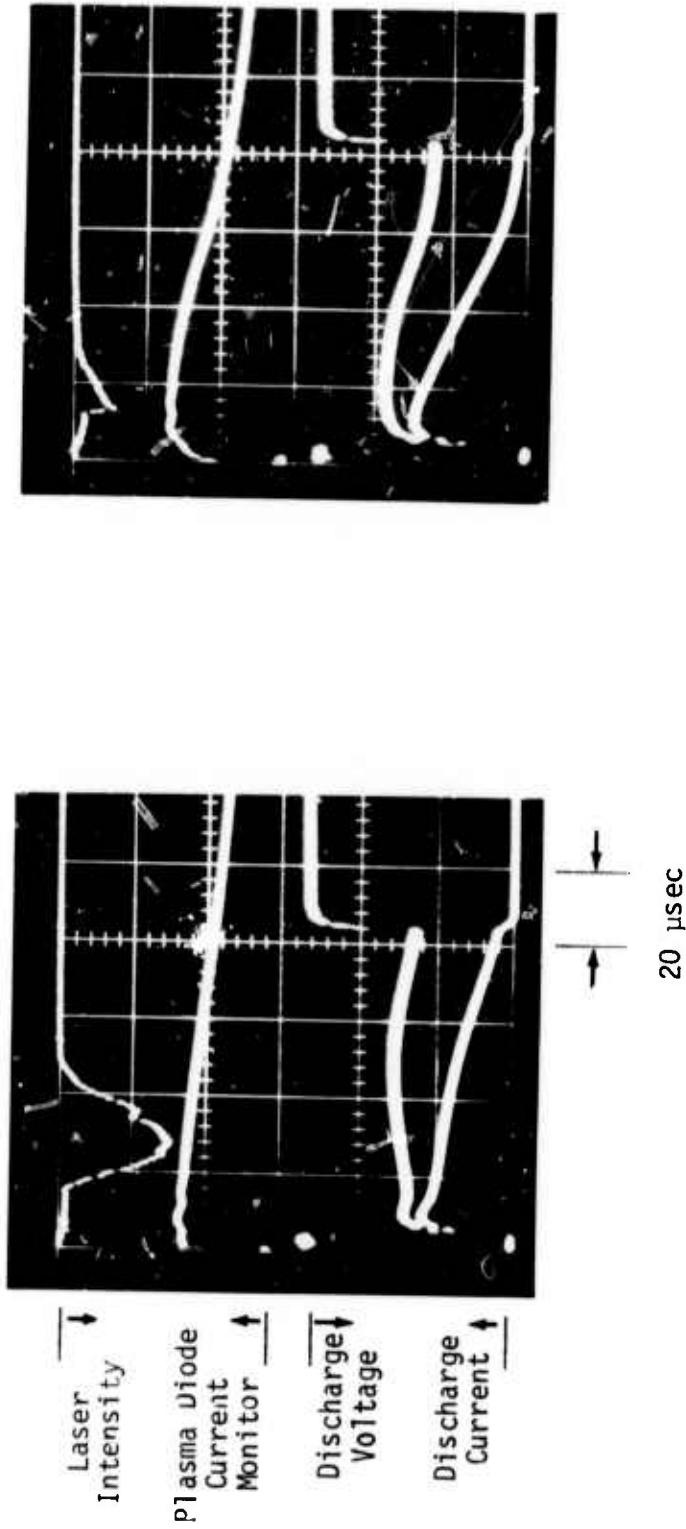 Laser
Intensity
Plasma Diode
Current
Monitor
Discharge
Voltage
Discharge
Current
20 µsec